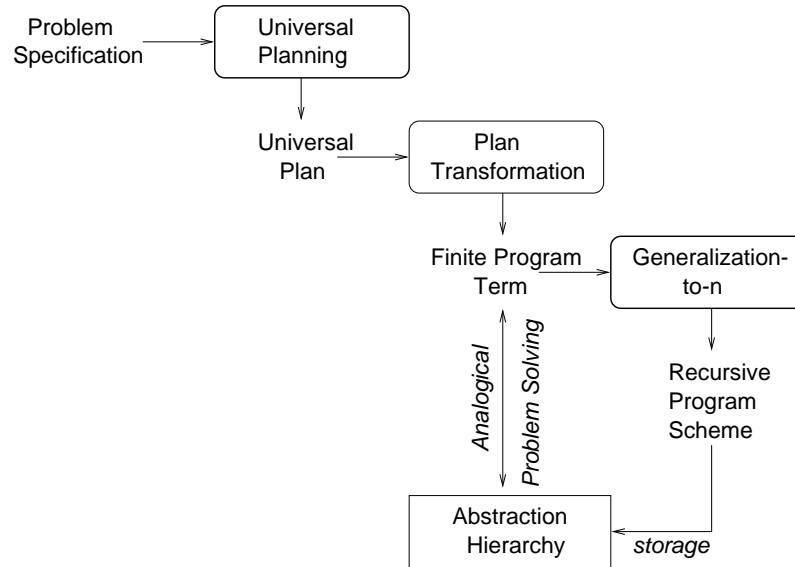 Problem
Specification
Universal
Planning
Universal
Plan
Plan
Transformation
Finite Program
Term
Generalization-
to-n
Analogical
Problem Solving
Recursive
Program
Scheme
Abstraction
Hierarchy
storage